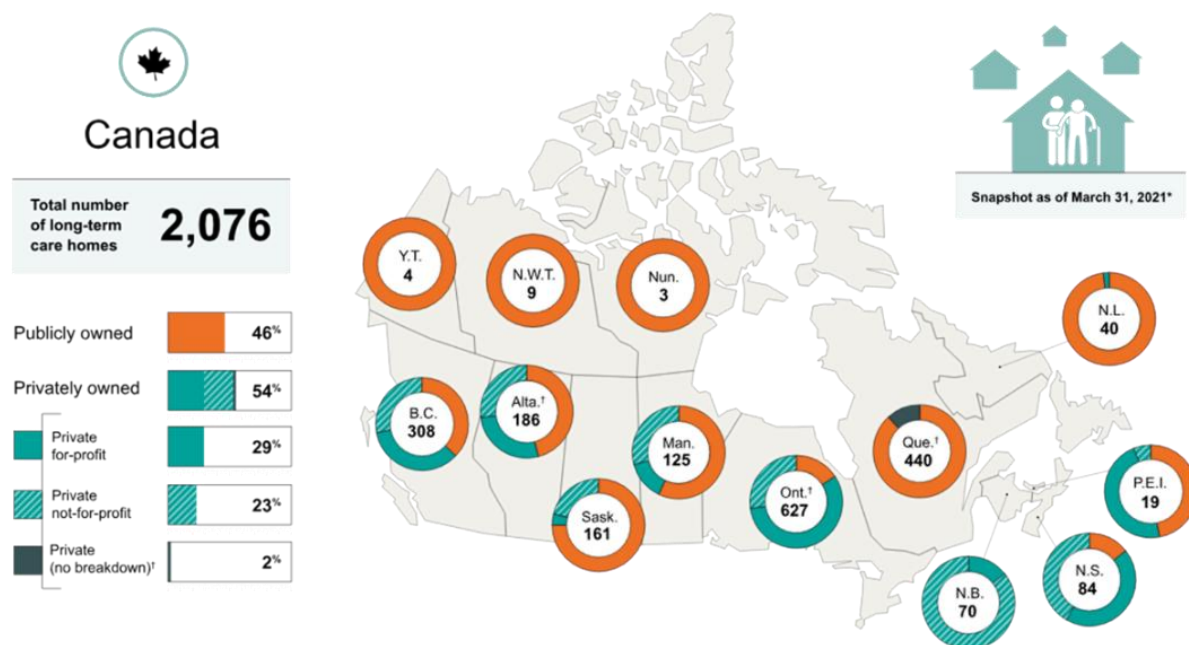 Canada
Total number
of long-term
care homes
2,076
Publicly owned
46%
Privately owned
54%
Private
for-profit
29%
Private
not-for-profit
23%
Private
(no breakdown)†
2%
Snapshot as of March 31, 2021*
Y.T.
4
N.W.T.
9
Nun.
3
N.L.
40
B.C.
308
Alta.†
186
Man.
125
Que.†
440
Sask.
161
Ont.†
627
P.E.I.
19
N.B.
70
N.S.
84